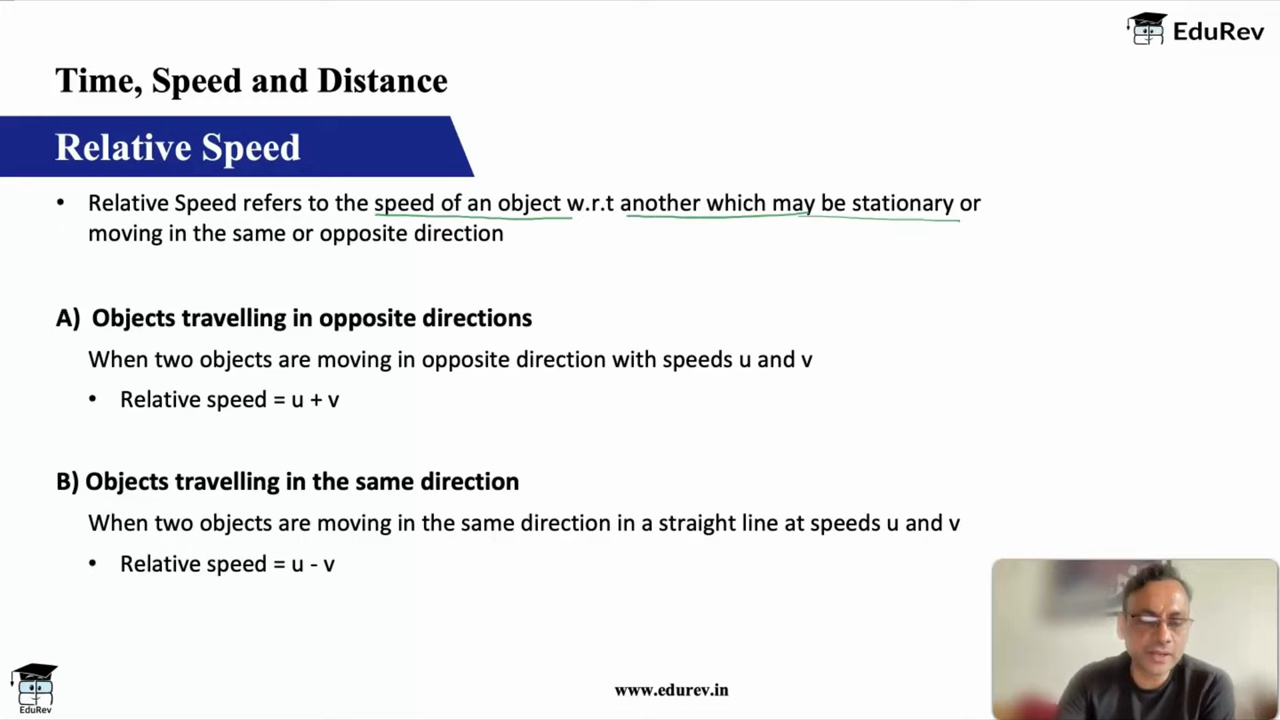 EduRev
Time, Speed and Distance
Relative Speed
• Relative Speed refers to the speed of an object w.r.t another which may be stationary or
moving in the same or opposite direction
A) Objects travelling in opposite directions
When two objects are moving in opposite direction with speeds u and v
• Relative speed = u + v
B) Objects travelling in the same direction
When two objects are moving in the same direction in a straight line at speeds u and v
• Relative speed = u - v
EduRev
www.edurev.in